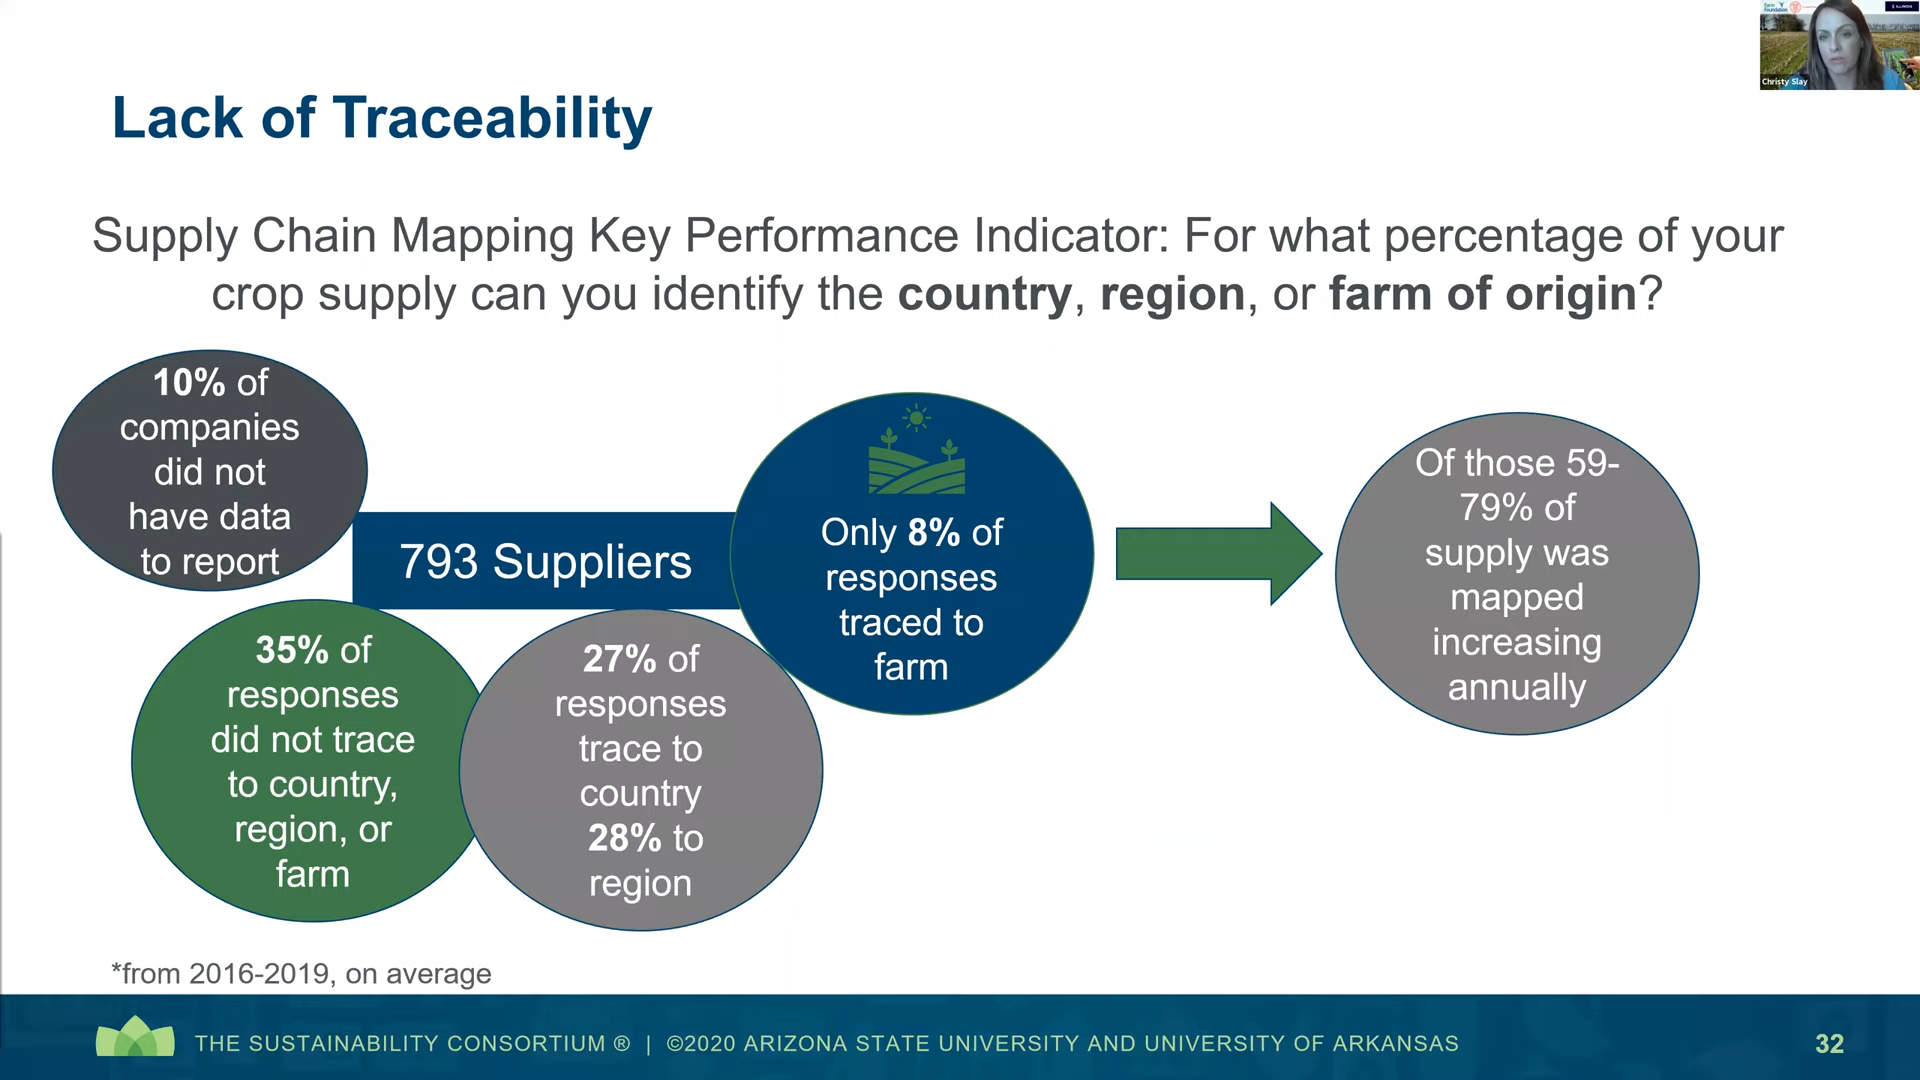 Lack of Traceability
Supply Chain Mapping Key Performance Indicator: For what percentage of your
crop supply can you identify the country, region, or farm of origin?
10% of
companies
did not
have data
to report
793 Suppliers
35% of
responses
did not trace
to country,
region, or
farm
27% of
responses
trace to
country
28% to
region
Only 8% of
responses
traced to
farm
Of those 59-
79% of
supply was
mapped
increasing
annually
*from 2016-2019, on average
THE SUSTAINABILITY CONSORTIUM ® | ©2020 ARIZONA STATE UNIVERSITY AND UNIVERSITY OF ARKANSAS
32
Farm
Foundation
ILLINOIS
Christy Slay